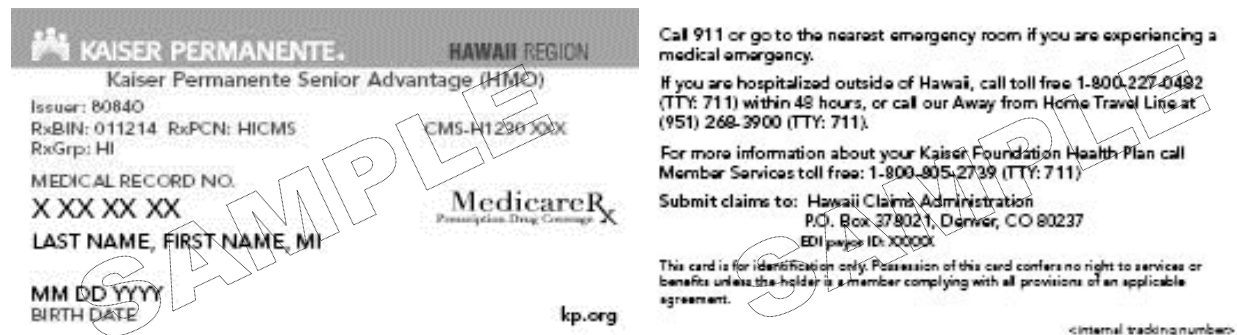 KAISER PERMANENTE.
HAWAII REGION
Kaiser Permanente Senior Advantage (HMO)
Issuer: 80840
RxBIN: 011214 RxPCN: HICMS
CMS-H1230 XXX
RxGrp: HI
MEDICAL RECORD NO.
X XX XX XX
MedicareRx
Prescription Drug Coverage
LAST NAME, FIRST NAME, MI
MM DD YYYY
BIRTH DATE
kp.org
SAMPLE
Call 911 or go to the nearest emergency room if you are experiencing a
medical emergency.
If you are hospitalized outside of Hawaii, call toll free 1-800-227-0482
(TTY: 711) within 48 hours, or call our Away from Home Travel Line at
(951) 268-3900 (TTY: 711).
For more information about your Kaiser Foundation Health Plan call
Member Services toll free: 1-800-805-2739 (TTY: 711)
Submit claims to: Hawaii Claims Administration
P.O. Box 378021, Denver, CO 80237
EDI payor ID: XXXXX
This card is for identification only. Possession of this card confers no right to services or
benefits unless the holder is a member complying with all provisions of an applicable
agreement.
<internal tracking number>
SAMPLE